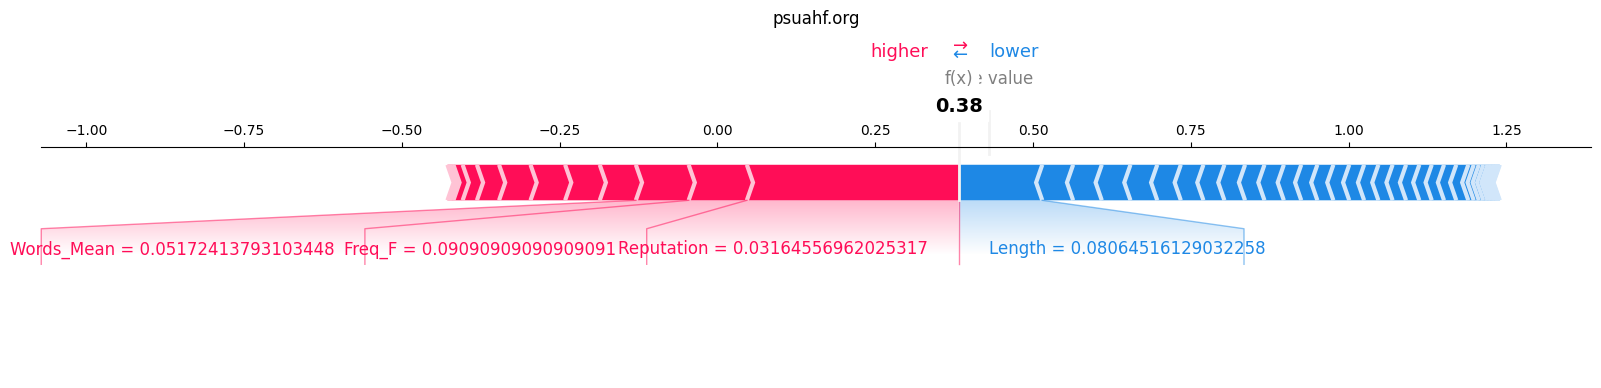 psuahf.org
higher → ← lower
f(x) value
0.38
−1.00 −0.75 −0.50 −0.25 0.00 0.25 0.50 0.75 1.00 1.25
Words_Mean = 0.05172413793103448 Freq_F = 0.09090909090909091 Reputation = 0.03164556962025317 Length = 0.08064516129032258